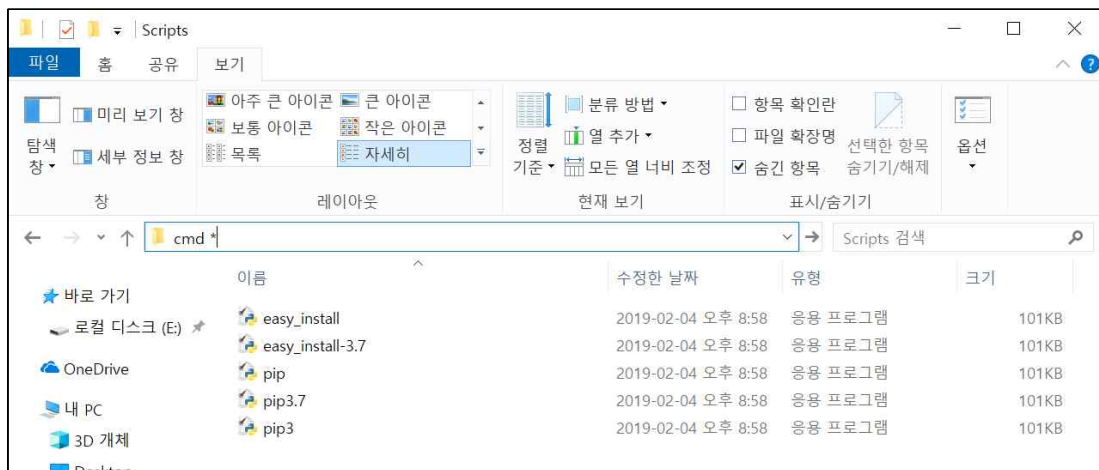 Scripts
파일 홈 공유 보기
탐색 창
미리 보기 창
세부 정보 창
아주 큰 아이콘 큰 아이콘
보통 아이콘 작은 아이콘
목록 자세히
정렬 기준
분류 방법
열 추가
모든 열 너비 조정
항목 확인란
파일 확장명
숨긴 항목
선택한 항목 숨기기/해제
옵션
창 레이아웃 현재 보기 표시/숨기기
cmd * Scripts 검색
이름 수정한 날짜 유형 크기
바로 가기
로컬 디스크 (E:)
OneDrive
내 PC
3D 개체
Desktop
easy_install 2019-02-04 오후 8:58 응용 프로그램 101KB
easy_install-3.7 2019-02-04 오후 8:58 응용 프로그램 101KB
pip 2019-02-04 오후 8:58 응용 프로그램 101KB
pip3.7 2019-02-04 오후 8:58 응용 프로그램 101KB
pip3 2019-02-04 오후 8:58 응용 프로그램 101KB